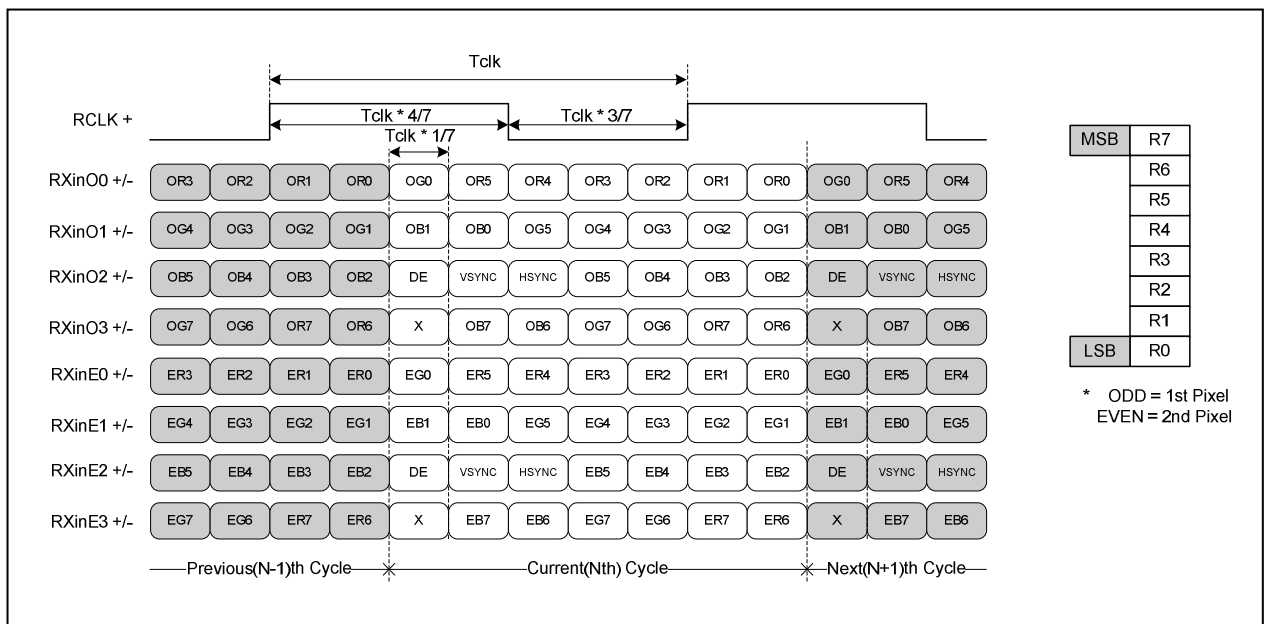 Tclk
RCLK +
Tclk * 4/7
Tclk * 3/7
Tclk * 1/7
RXinO0 +/- OR3 OR2 OR1 OR0 OG0 OR5 OR4 OR3 OR2 OR1 OR0 OG0 OR5 OR4
RXinO1 +/- OG4 OG3 OG2 OG1 OB1 OB0 OG5 OG4 OG3 OG2 OG1 OB1 OB0 OG5
RXinO2 +/- OB5 OB4 OB3 OB2 DE VSYNC HSYNC OB5 OB4 OB3 OB2 DE VSYNC HSYNC
RXinO3 +/- OG7 OG6 OR7 OR6 X OB7 OB6 OG7 OG6 OR7 OR6 X OB7 OB6
RXinE0 +/- ER3 ER2 ER1 ER0 EG0 ER5 ER4 ER3 ER2 ER1 ER0 EG0 ER5 ER4
RXinE1 +/- EG4 EG3 EG2 EG1 EB1 EB0 EG5 EG4 EG3 EG2 EG1 EB1 EB0 EG5
RXinE2 +/- EB5 EB4 EB3 EB2 DE VSYNC HSYNC EB5 EB4 EB3 EB2 DE VSYNC HSYNC
RXinE3 +/- EG7 EG6 ER7 ER6 X EB7 EB6 EG7 EG6 ER7 ER6 X EB7 EB6
Previous(N-1)th Cycle Current(Nth) Cycle Next(N+1)th Cycle
MSB R7
R6
R5
R4
R3
R2
R1
LSB R0
* ODD = 1st Pixel
EVEN = 2nd Pixel